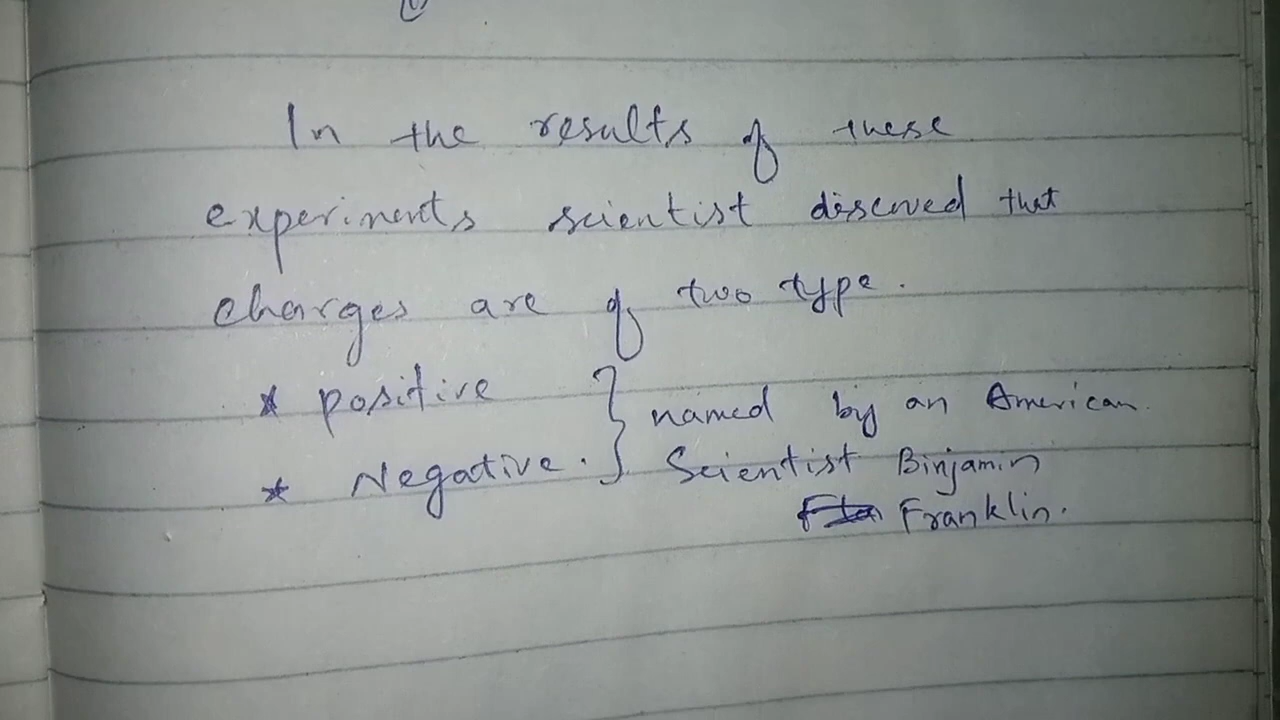 In the results of these
experiments scientist discoved that
charges are of two type.
* positive } named by an American.
* Negative. } Scientist Binjamin
Franklin.